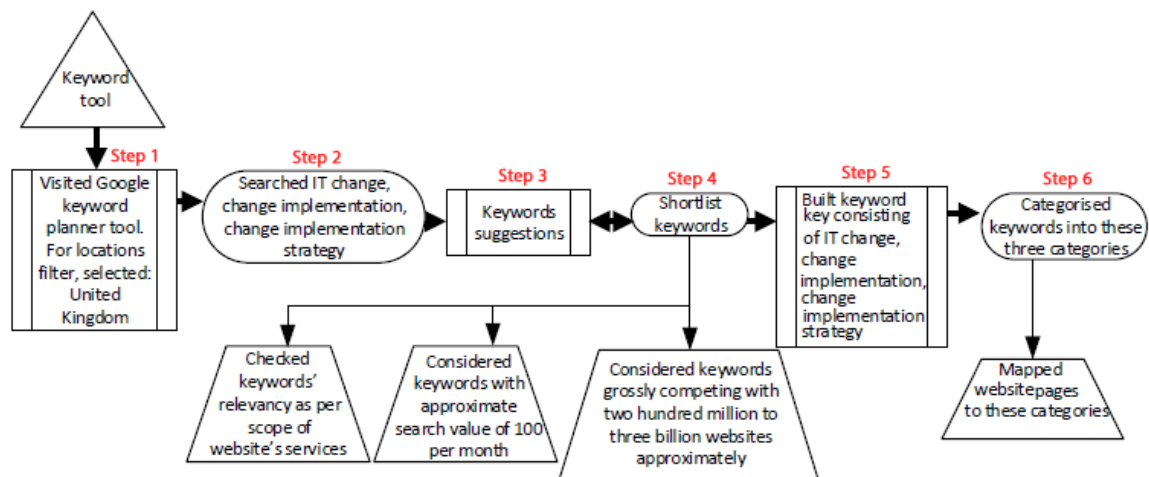 Keyword
tool
Step 1
Visited Google
keyword
planner tool.
For locations
filter, selected:
United
Kingdom
Step 2
Searched IT change,
change implementation,
change implementation
strategy
Step 3
Keywords
suggestions
Step 4
Shortlist
keywords
Step 5
Built keyword
key consisting
of IT change,
change
implementation,
change
implementation
strategy
Step 6
Categorised
keywords into these
three categories
Checked
keywords'
relevancy as per
scope of
website's services
Considered
keywords with
approximate
search value of 100
per month
Considered keywords
grossly competing with
two hundred million to
three billion websites
approximately
Mapped
websitepages
to these categories